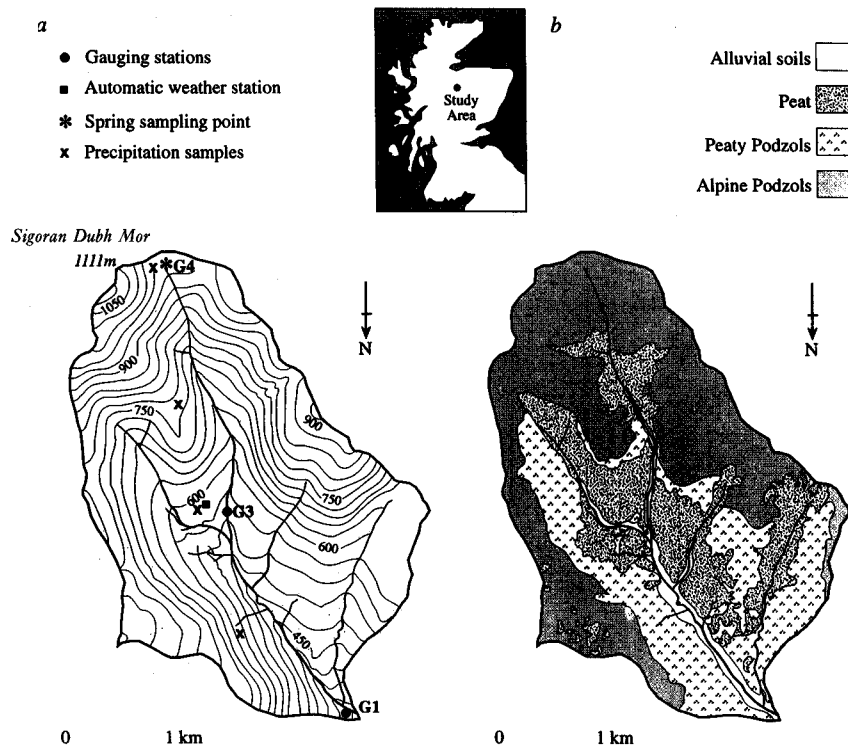 a
Gauging stations
Automatic weather station
Spring sampling point
Precipitation samples
Study
Area
b
Alluvial soils
Peat
Peaty Podzols
Alpine Podzols
Sigoran Dubh Mor
1111m
G4
1050
900
750
600
G3
900
750
600
450
G1
N
0 1 km
N
0 1 km